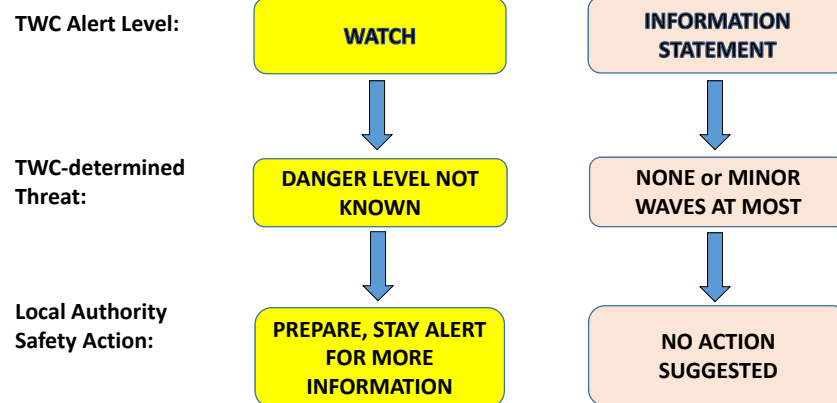 TWC Alert Level:
WATCH
INFORMATION
STATEMENT
TWC-determined
Threat:
DANGER LEVEL NOT
KNOWN
NONE or MINOR
WAVES AT MOST
Local Authority
Safety Action:
PREPARE, STAY ALERT
FOR MORE
INFORMATION
NO ACTION
SUGGESTED